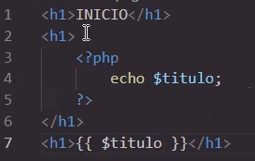 1 <h1>INICIO</h1>
2 <h1>
3 <?php
4 echo $titulo;
5 ?>
6 </h1>
7 <h1>{{ $titulo }}</h1>